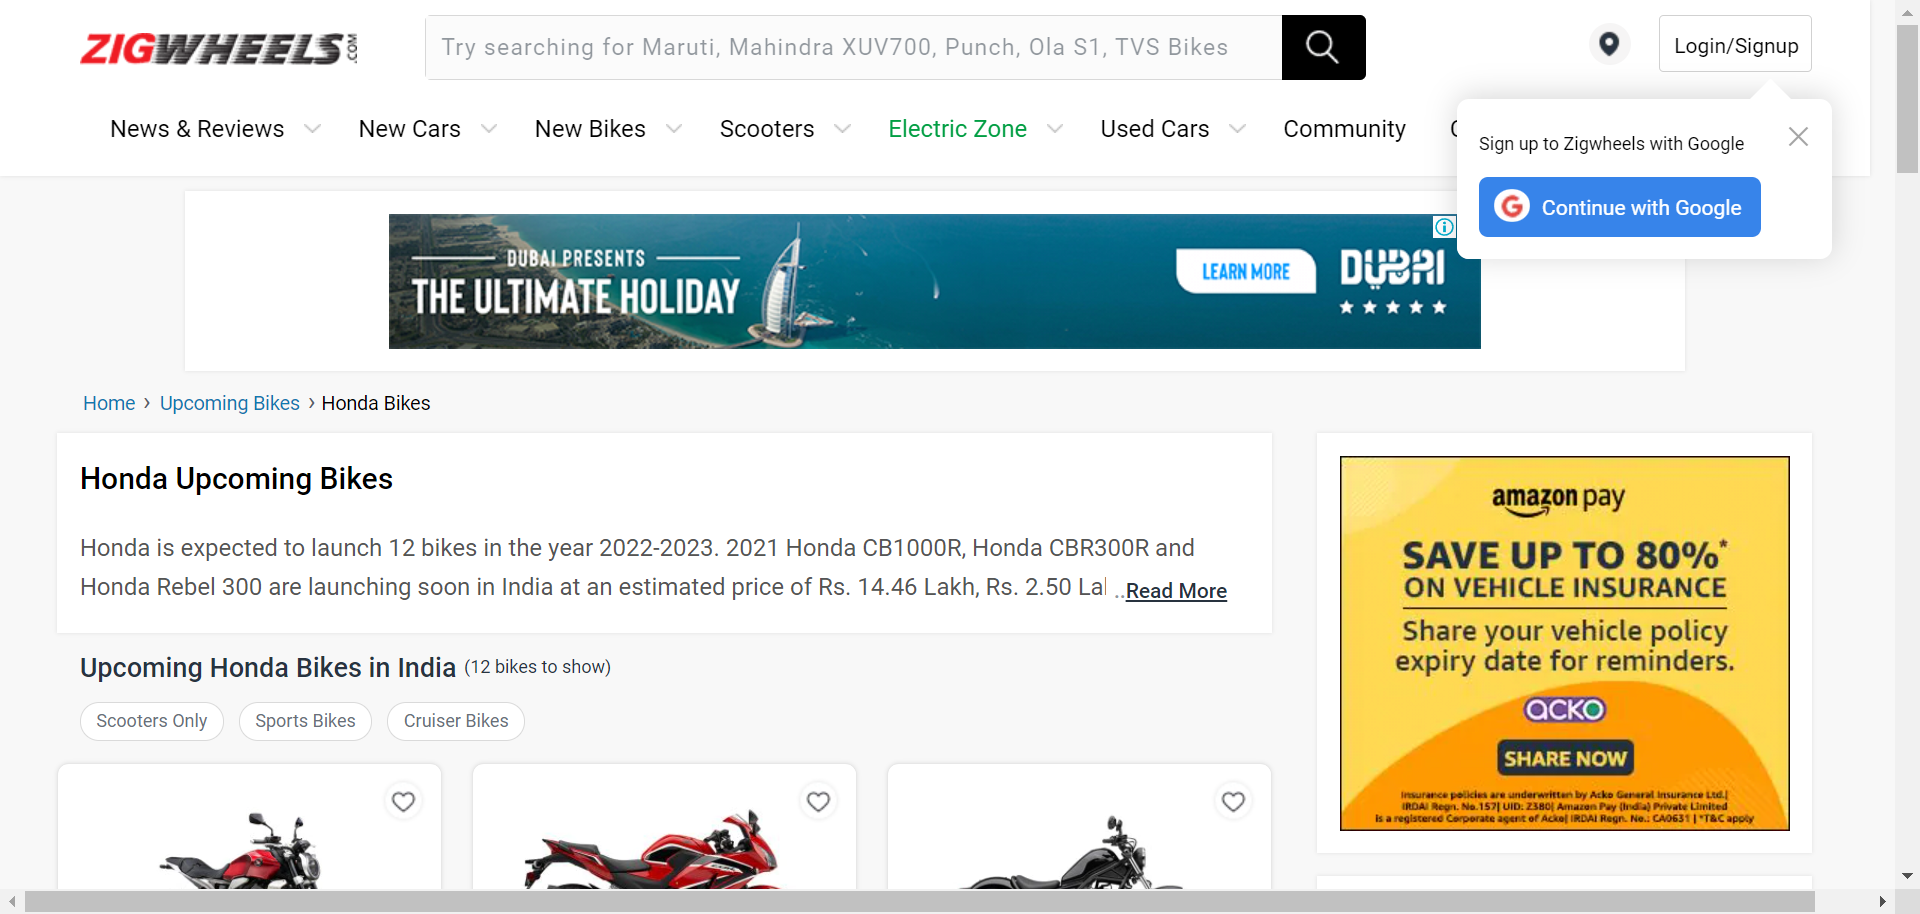 ZIGWHEELS.COM
Try searching for Maruti, Mahindra XUV700, Punch, Ola S1, TVS Bikes
Login/Signup
News & Reviews
New Cars
New Bikes
Scooters
Electric Zone
Used Cars
Community
Sign up to Zigwheels with Google
Continue with Google
DUBAI PRESENTS
THE ULTIMATE HOLIDAY
LEARN MORE
DUBAI
Home › Upcoming Bikes › Honda Bikes
Honda Upcoming Bikes
Honda is expected to launch 12 bikes in the year 2022-2023. 2021 Honda CB1000R, Honda CBR300R and
Honda Rebel 300 are launching soon in India at an estimated price of Rs. 14.46 Lakh, Rs. 2.50 La ..Read More
Upcoming Honda Bikes in India (12 bikes to show)
Scooters Only
Sports Bikes
Cruiser Bikes
amazon pay
SAVE UP TO 80%*
ON VEHICLE INSURANCE
Share your vehicle policy
expiry date for reminders.
acko
SHARE NOW
Insurance policies are underwritten by Acko General Insurance Ltd.|
IRDAI Regn. No.157| UID: 2380| Amazon Pay (India) Private Limited
is a registered Corporate agent of Acko| IRDAI Regn. No.: CA0631 | *T&C apply